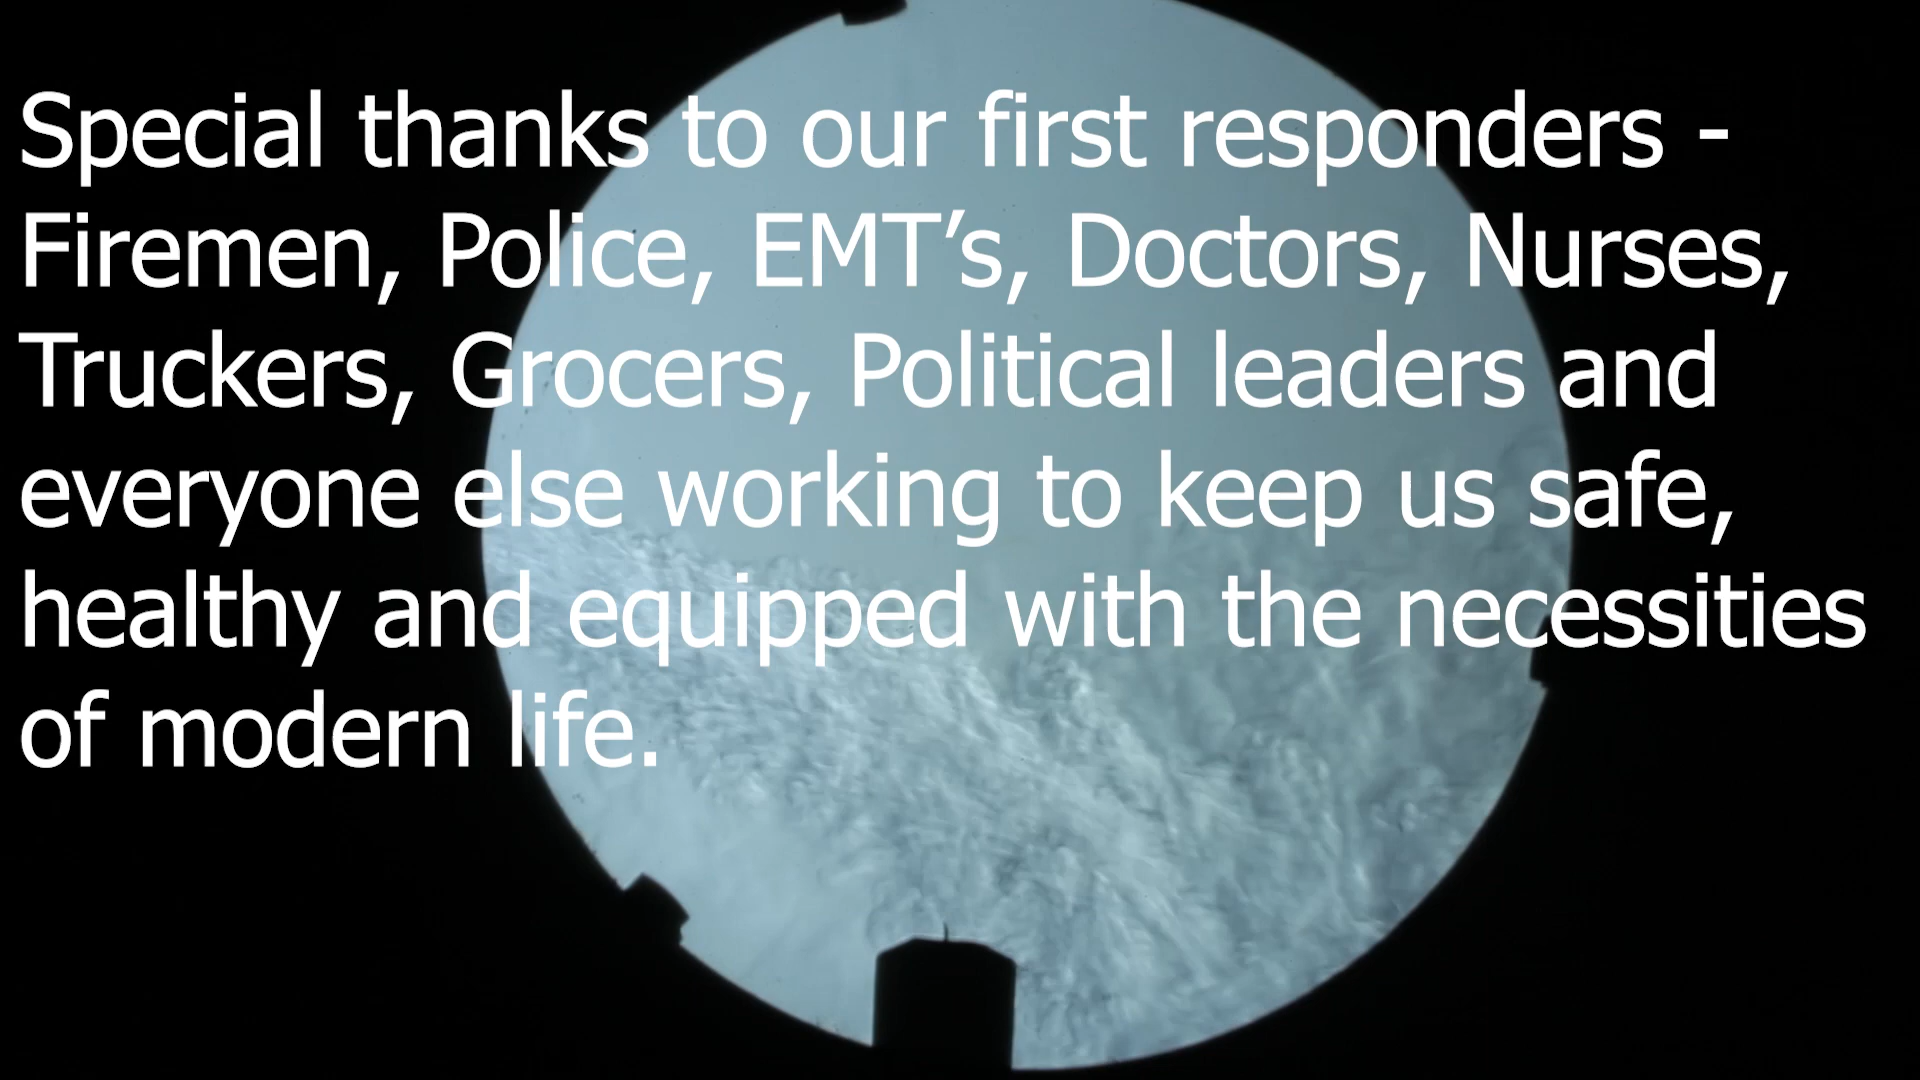 Special thanks to our first responders -
Firemen, Police, EMT’s, Doctors, Nurses,
Truckers, Grocers, Political leaders and
everyone else working to keep us safe,
healthy and equipped with the necessities
of modern life.